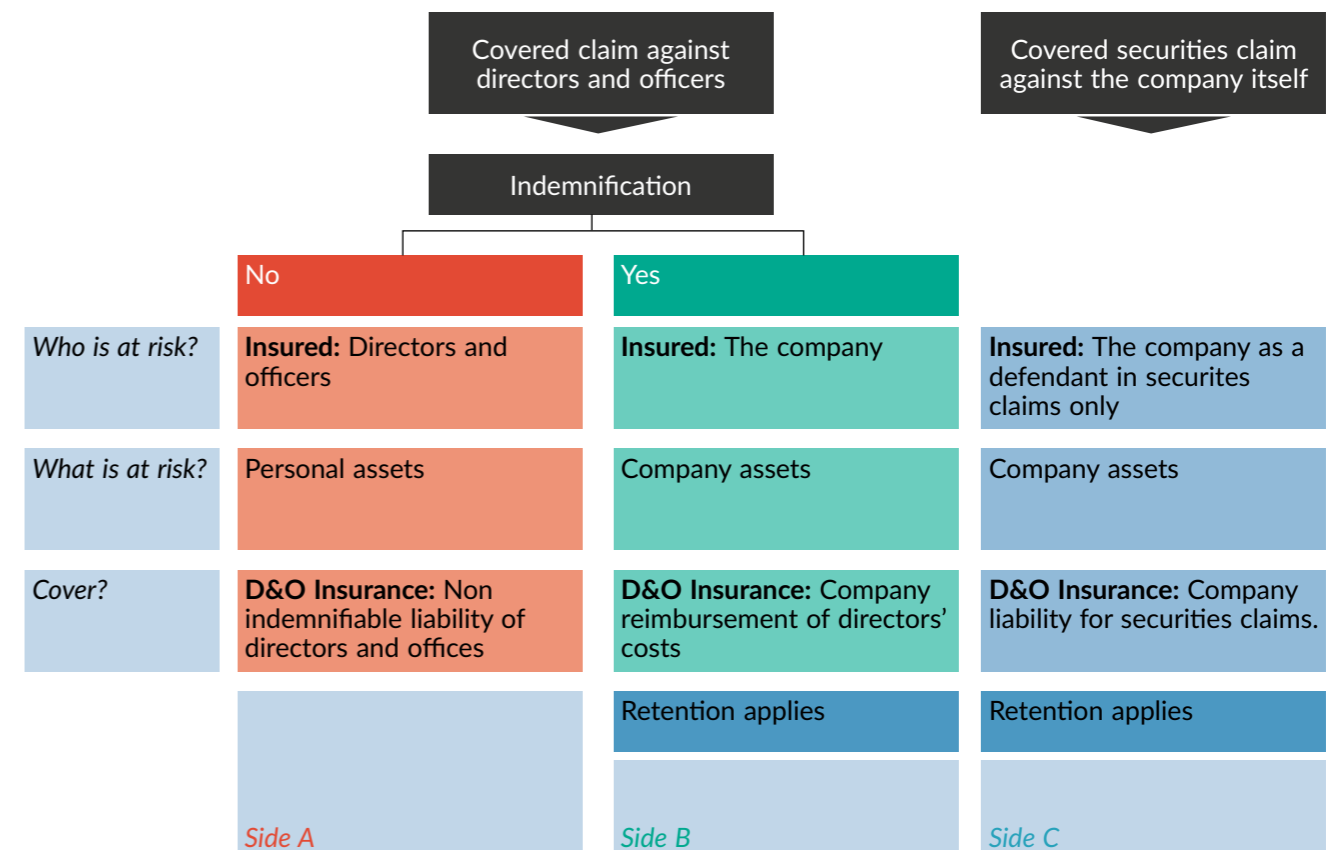 Covered claim against
directors and officers
Covered securities claim
against the company itself
Indemnification
No
Yes
Who is at risk?
Insured: Directors and
officers
Insured: The company
Insured: The company as a
defendant in securites
claims only
What is at risk?
Personal assets
Company assets
Company assets
Cover?
D&O Insurance: Non
indemnifiable liability of
directors and offices
D&O Insurance: Company
reimbursement of directors’
costs
D&O Insurance: Company
liability for securities claims.
Retention applies
Retention applies
Side A
Side B
Side C